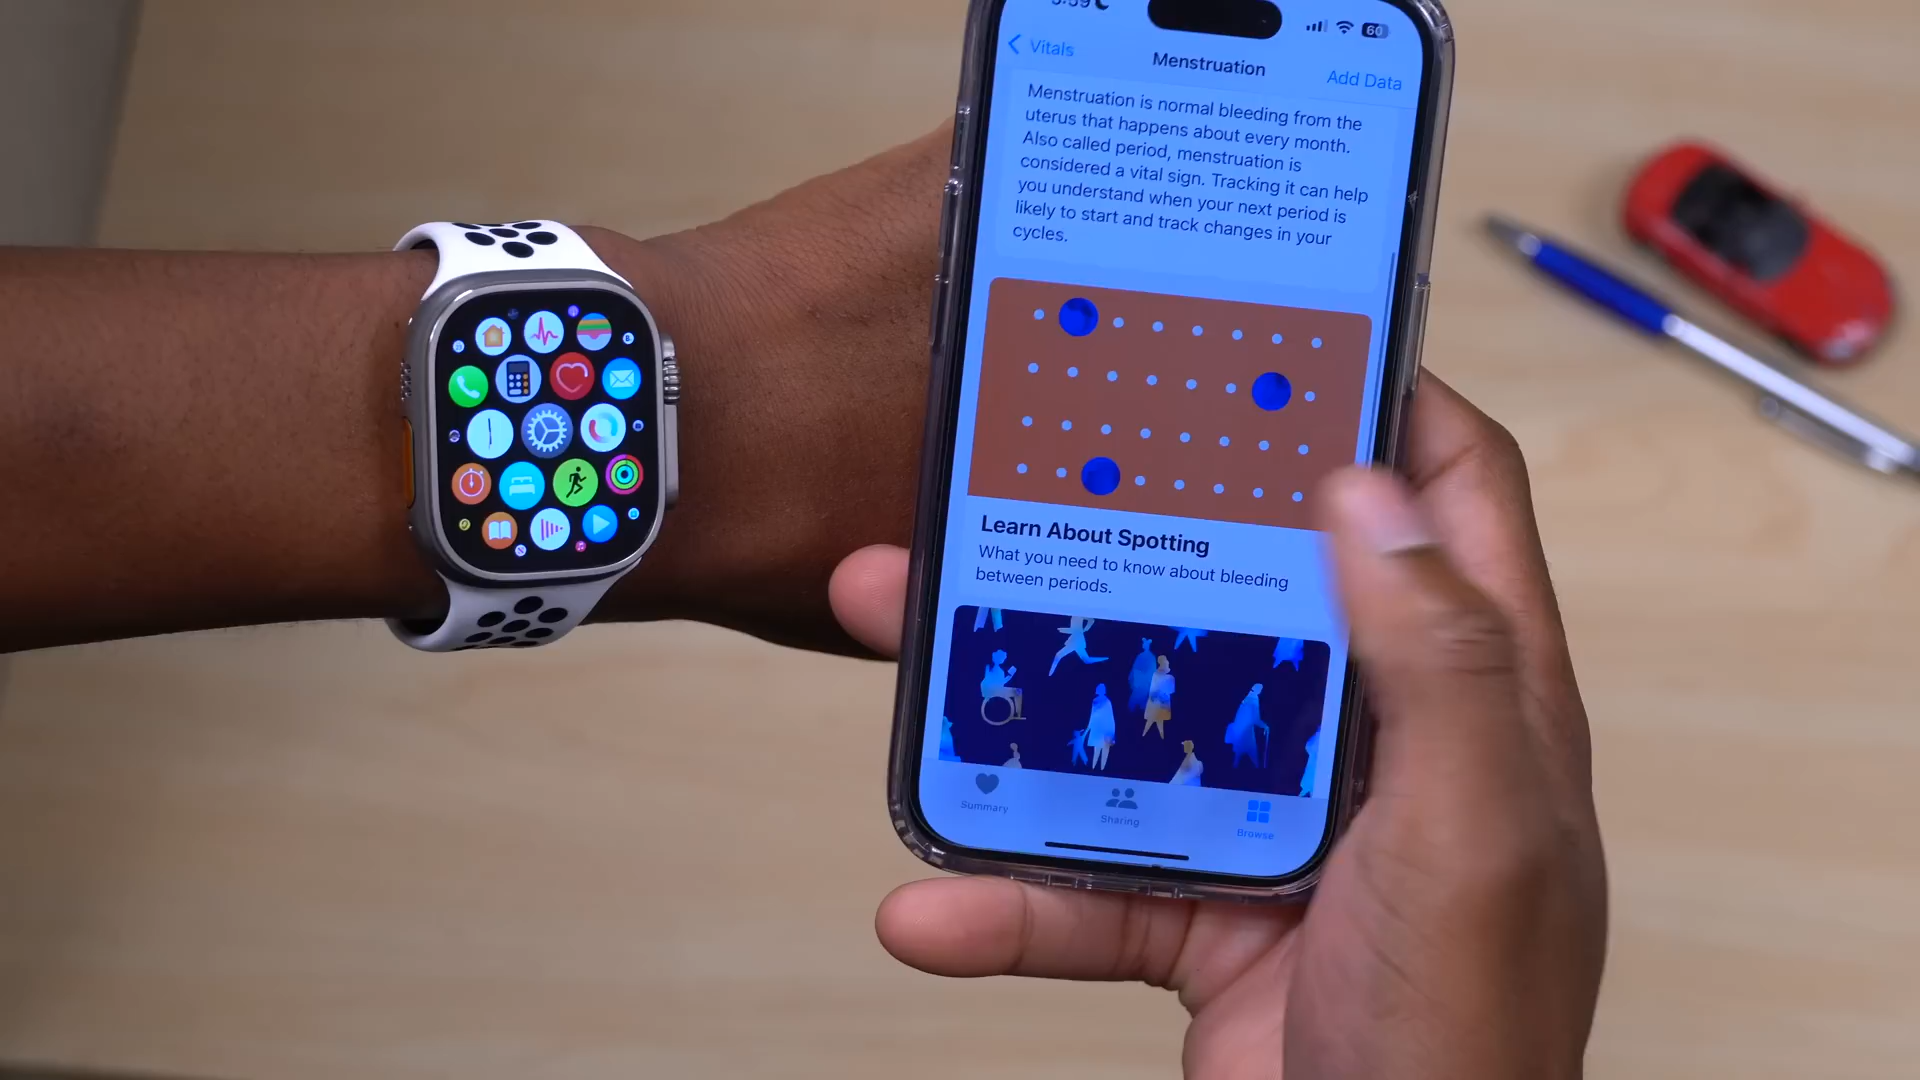 60
Vitals
Menstruation
Add Data
Menstruation is normal bleeding from the
uterus that happens about every month.
Also called period, menstruation is
considered a vital sign. Tracking it can help
you understand when your next period is
likely to start and track changes in your
cycles.
Learn About Spotting
What you need to know about bleeding
between periods.
Summary
Sharing
Browse